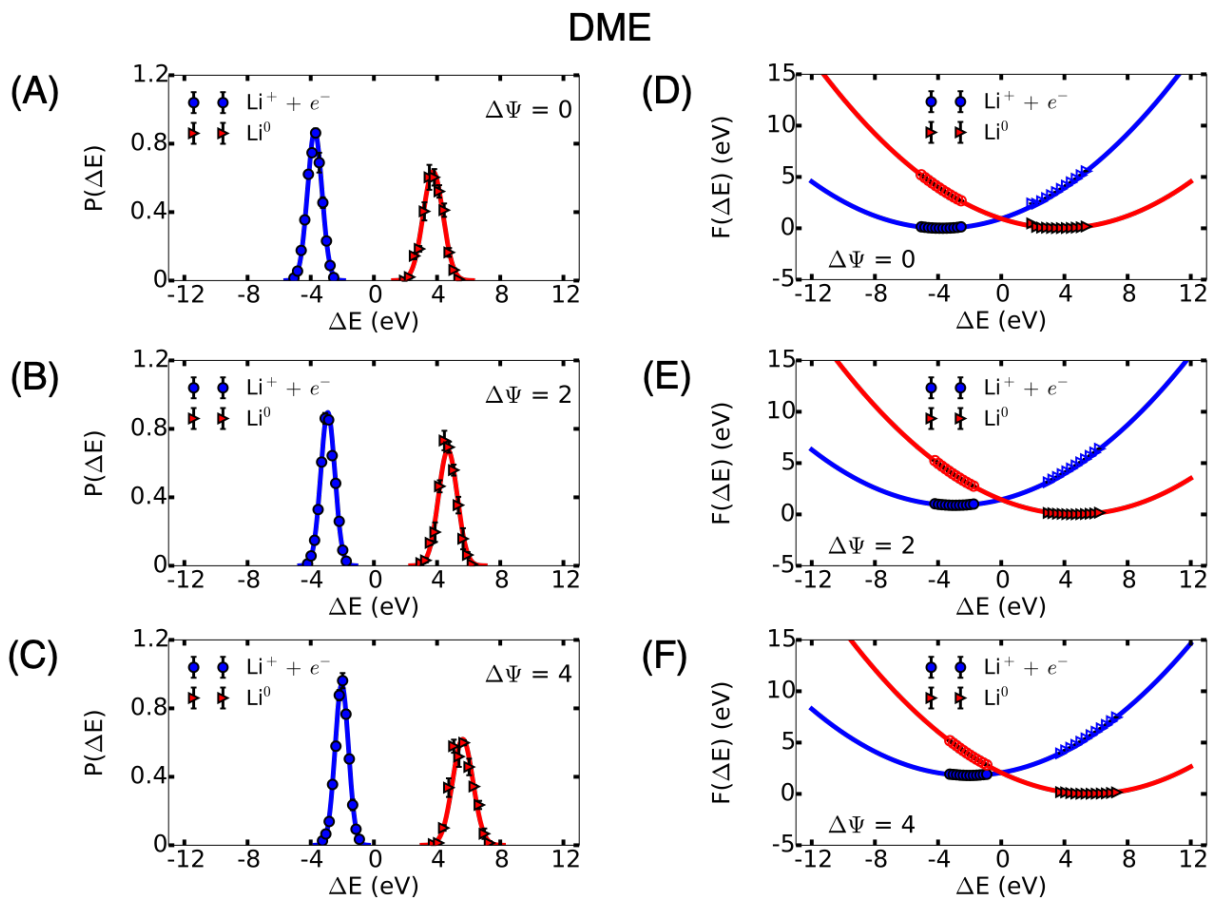 DME
(A)
1.2
0.8
0.4
0
P(ΔE)
Li⁺ + e⁻
Li⁰
ΔΨ = 0
-12 -8 -4 0 4 8 12
ΔE (eV)
(D)
15
10
5
0
-5
F(ΔE) (eV)
Li⁺ + e⁻
Li⁰
ΔΨ = 0
-12 -8 -4 0 4 8 12
ΔE (eV)
(B)
1.2
0.8
0.4
0
P(ΔE)
Li⁺ + e⁻
Li⁰
ΔΨ = 2
-12 -8 -4 0 4 8 12
ΔE (eV)
(E)
15
10
5
0
-5
F(ΔE) (eV)
Li⁺ + e⁻
Li⁰
ΔΨ = 2
-12 -8 -4 0 4 8 12
ΔE (eV)
(C)
1.2
0.8
0.4
0
P(ΔE)
Li⁺ + e⁻
Li⁰
ΔΨ = 4
-12 -8 -4 0 4 8 12
ΔE (eV)
(F)
15
10
5
0
-5
F(ΔE) (eV)
Li⁺ + e⁻
Li⁰
ΔΨ = 4
-12 -8 -4 0 4 8 12
ΔE (eV)